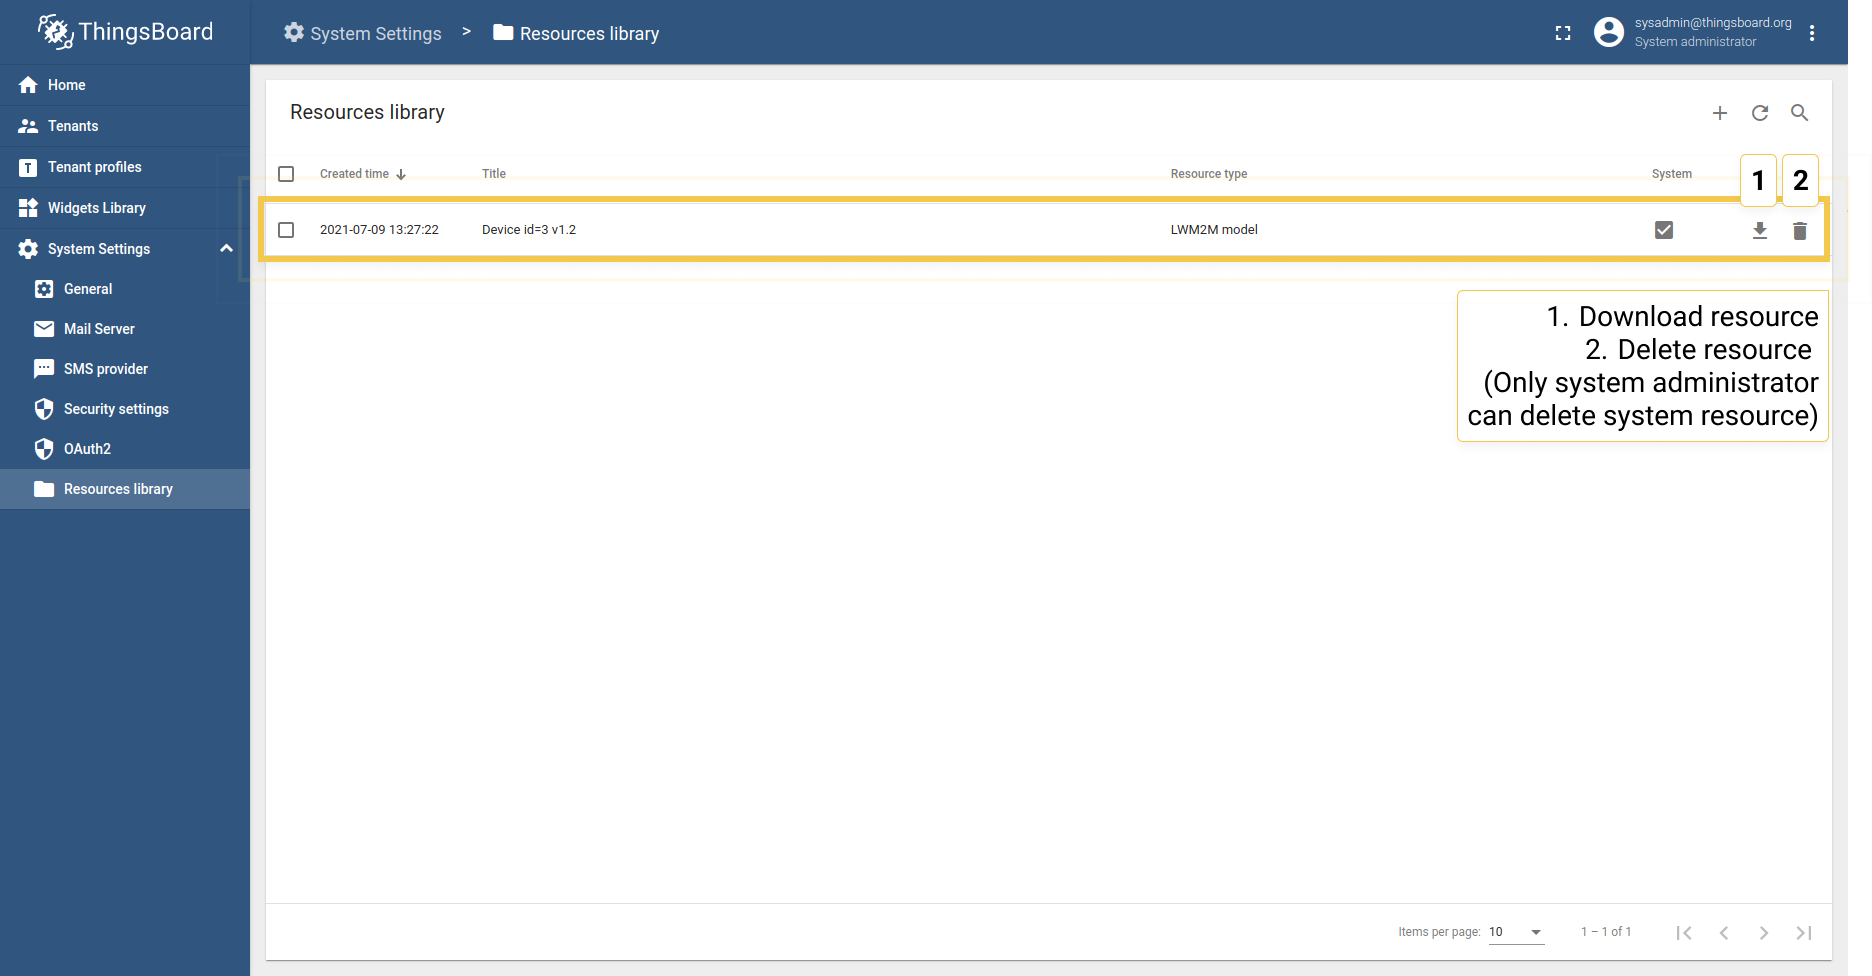 ThingsBoard
System Settings > Resources library
sysadmin@thingsboard.org
System administrator
Home
Tenants
Tenant profiles
Widgets Library
System Settings
General
Mail Server
SMS provider
Security settings
OAuth2
Resources library
Resources library
Created time Title Resource type System
1 2
2021-07-09 13:27:22 Device id=3 v1.2 LWM2M model
1. Download resource
2. Delete resource
(Only system administrator
can delete system resource)
Items per page: 10 1 – 1 of 1